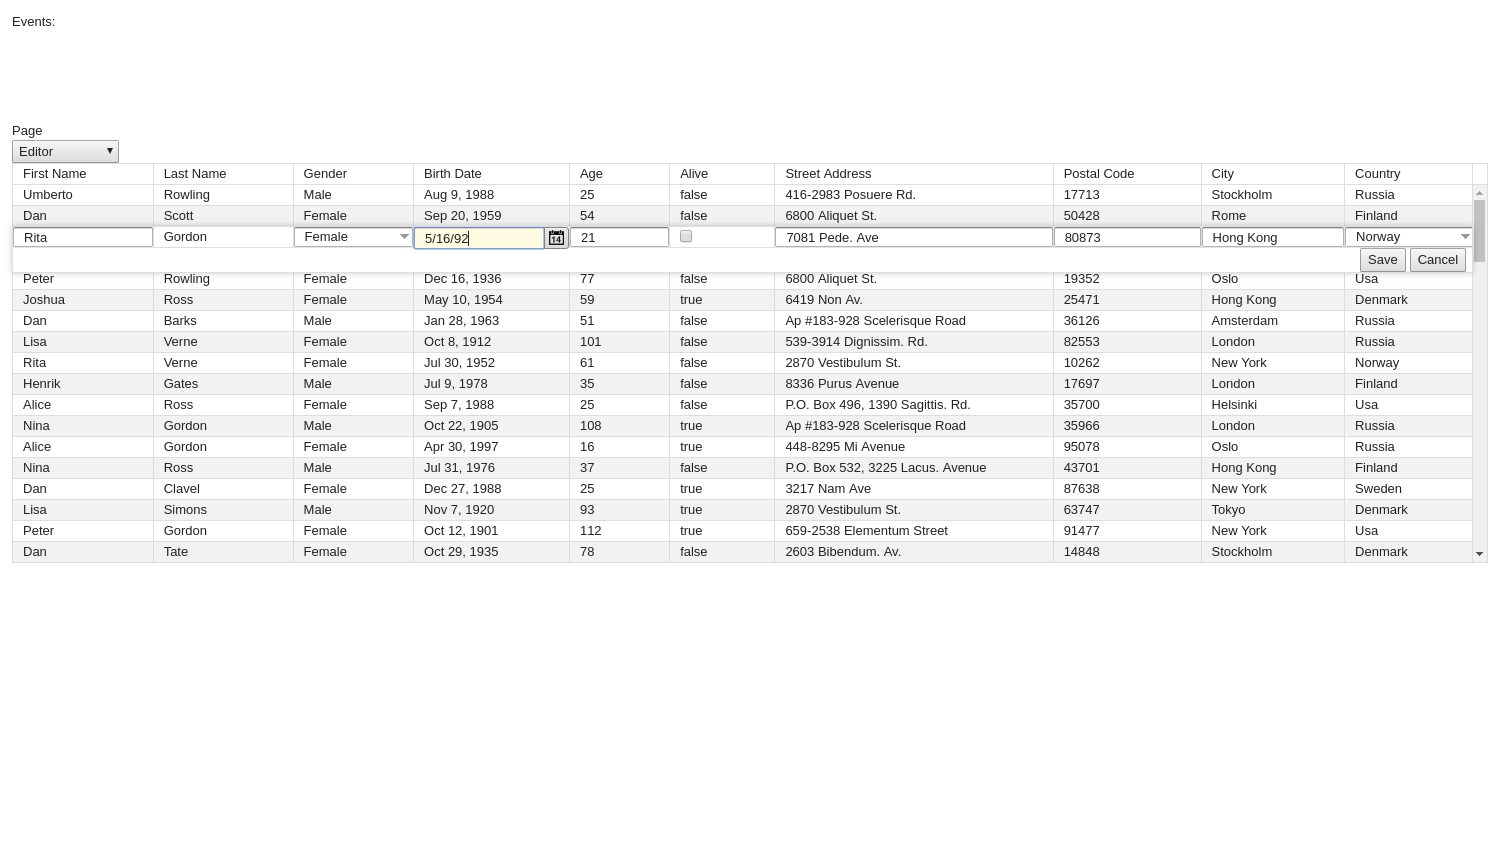 Events:
Page
Editor
First Name Last Name Gender Birth Date Age Alive Street Address Postal Code City Country
Umberto Rowling Male Aug 9, 1988 25 false 416-2983 Posuere Rd. 17713 Stockholm Russia
Dan Scott Female Sep 20, 1959 54 false 6800 Aliquet St. 50428 Rome Finland
Rita Gordon Female 5/16/92 14 21 7081 Pede. Ave 80873 Hong Kong Norway
Save Cancel
Peter Rowling Female Dec 16, 1936 77 false 6800 Aliquet St. 19352 Oslo Usa
Joshua Ross Female May 10, 1954 59 true 6419 Non Av. 25471 Hong Kong Denmark
Dan Barks Male Jan 28, 1963 51 false Ap #183-928 Scelerisque Road 36126 Amsterdam Russia
Lisa Verne Female Oct 8, 1912 101 false 539-3914 Dignissim. Rd. 82553 London Russia
Rita Verne Female Jul 30, 1952 61 false 2870 Vestibulum St. 10262 New York Norway
Henrik Gates Male Jul 9, 1978 35 false 8336 Purus Avenue 17697 London Finland
Alice Ross Female Sep 7, 1988 25 false P.O. Box 496, 1390 Sagittis. Rd. 35700 Helsinki Usa
Nina Gordon Male Oct 22, 1905 108 true Ap #183-928 Scelerisque Road 35966 London Russia
Alice Gordon Female Apr 30, 1997 16 true 448-8295 Mi Avenue 95078 Oslo Russia
Nina Ross Male Jul 31, 1976 37 false P.O. Box 532, 3225 Lacus. Avenue 43701 Hong Kong Finland
Dan Clavel Female Dec 27, 1988 25 true 3217 Nam Ave 87638 New York Sweden
Lisa Simons Male Nov 7, 1920 93 true 2870 Vestibulum St. 63747 Tokyo Denmark
Peter Gordon Female Oct 12, 1901 112 true 659-2538 Elementum Street 91477 New York Usa
Dan Tate Female Oct 29, 1935 78 false 2603 Bibendum. Av. 14848 Stockholm Denmark